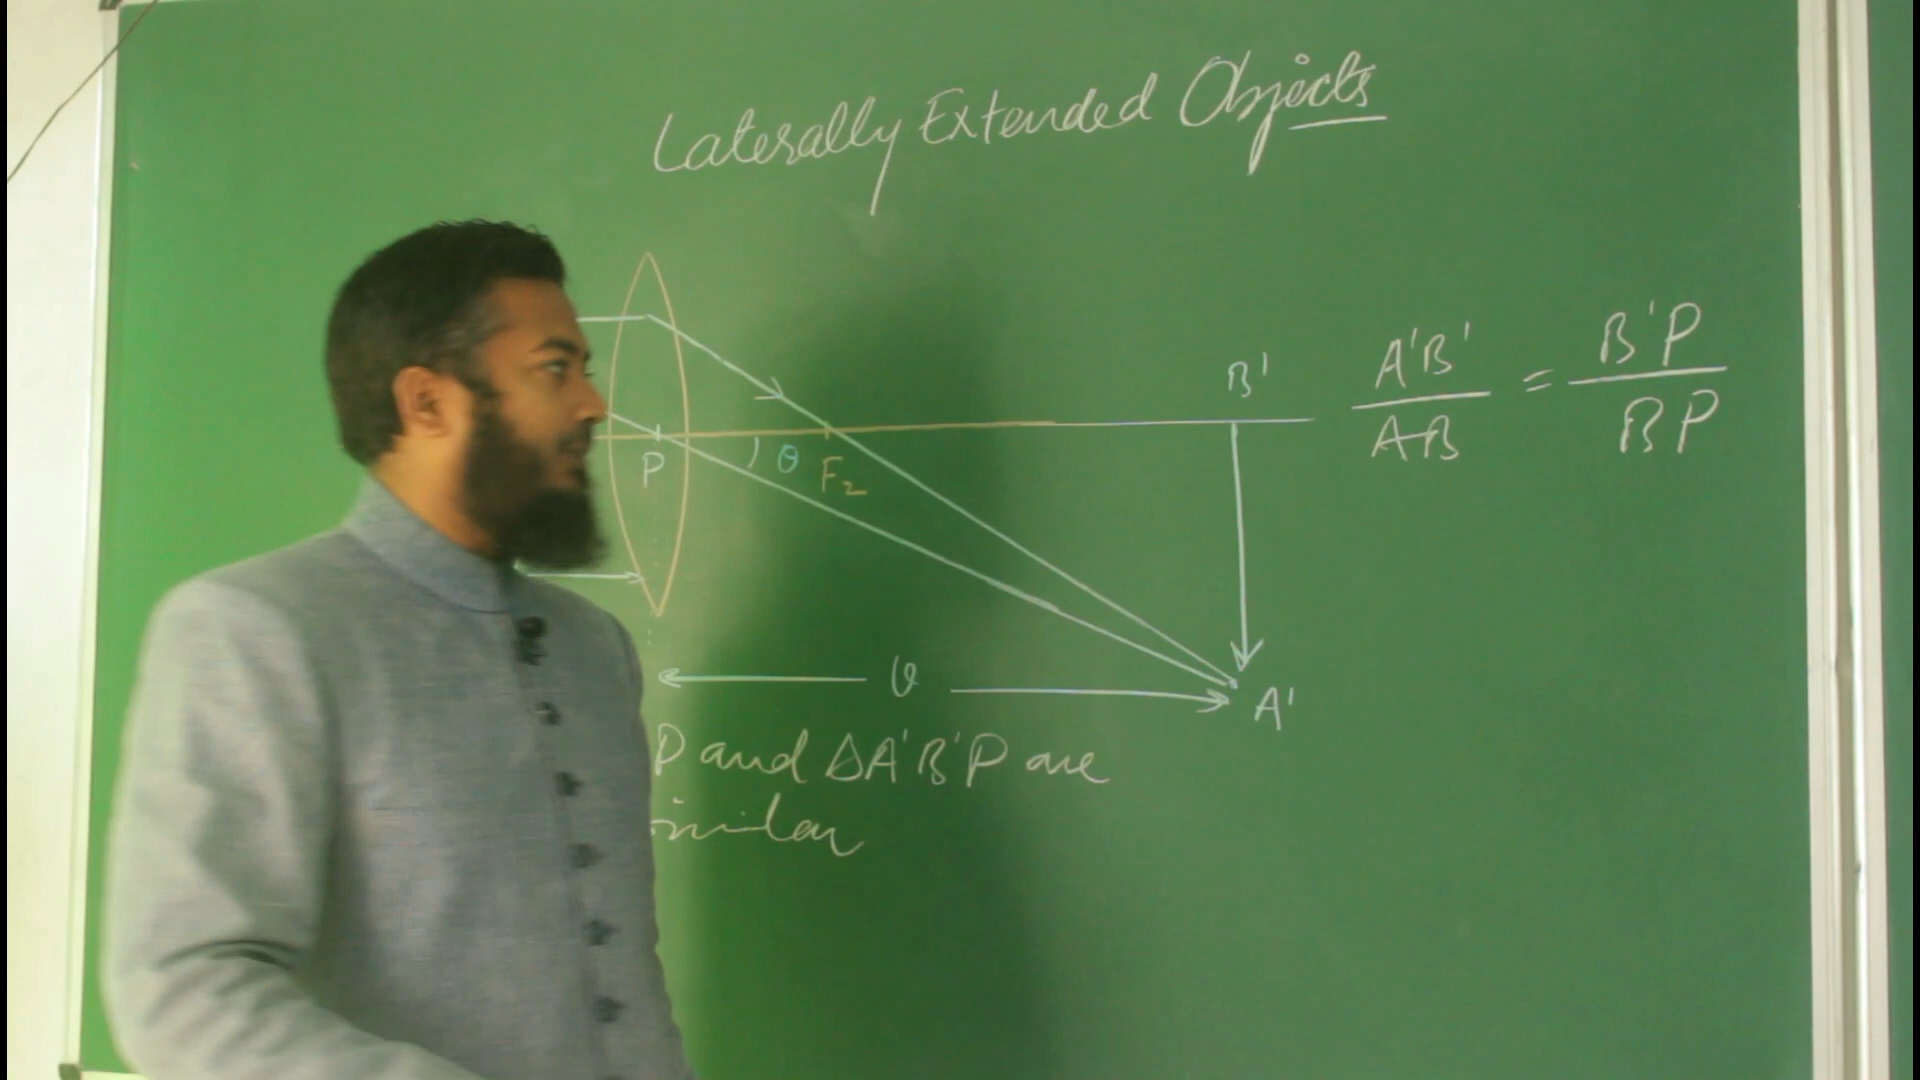 Laterally Extended Objects
B'
A'B' / AB = B'P / BP
P
θ
F₂
v
A'
P and ΔA'B'P are